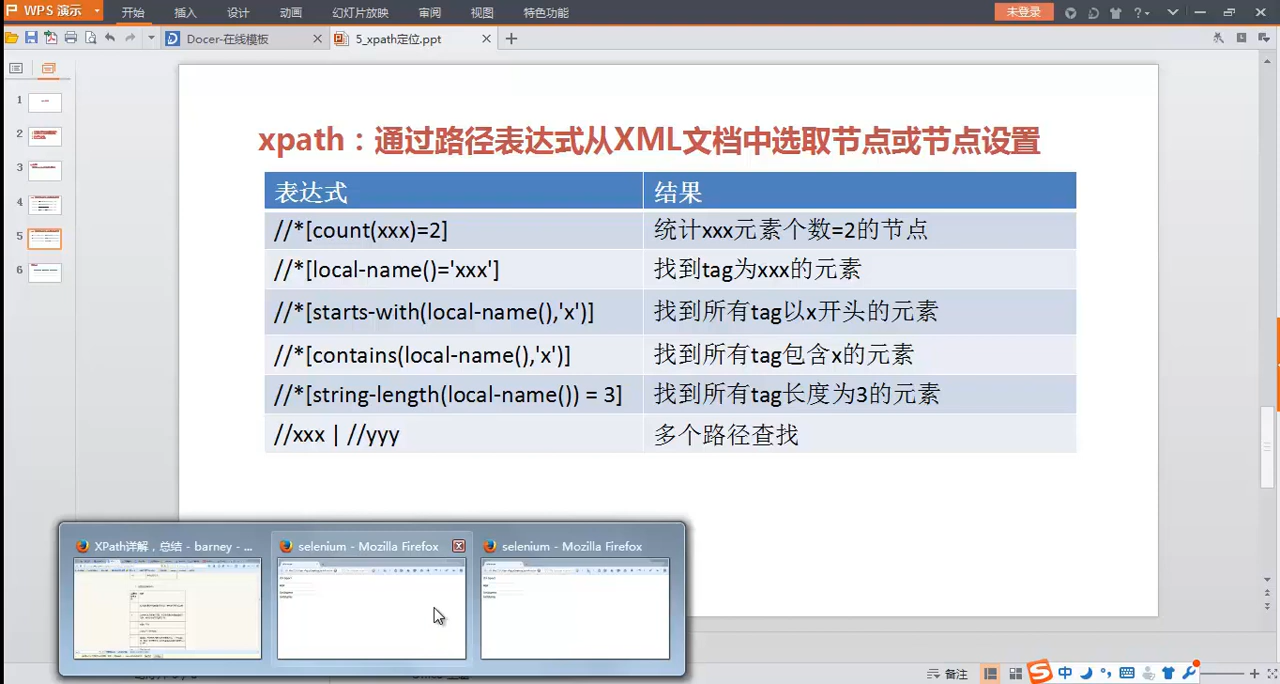 WPS 演示
开始 插入 设计 动画 幻灯片放映 审阅 视图 特色功能
未登录
Docer-在线模板
5_xpath定位.ppt
1
2
3
4
5
6
xpath：通过路径表达式从XML文档中选取节点或节点设置
表达式 结果
//*[count(xxx)=2] 统计xxx元素个数=2的节点
//*[local-name()='xxx'] 找到tag为xxx的元素
//*[starts-with(local-name(),'x')] 找到所有tag以x开头的元素
//*[contains(local-name(),'x')] 找到所有tag包含x的元素
//*[string-length(local-name()) = 3] 找到所有tag长度为3的元素
//xxx | //yyy 多个路径查找
XPath详解，总结 - barney - ...
selenium - Mozilla Firefox
selenium - Mozilla Firefox
备注
中